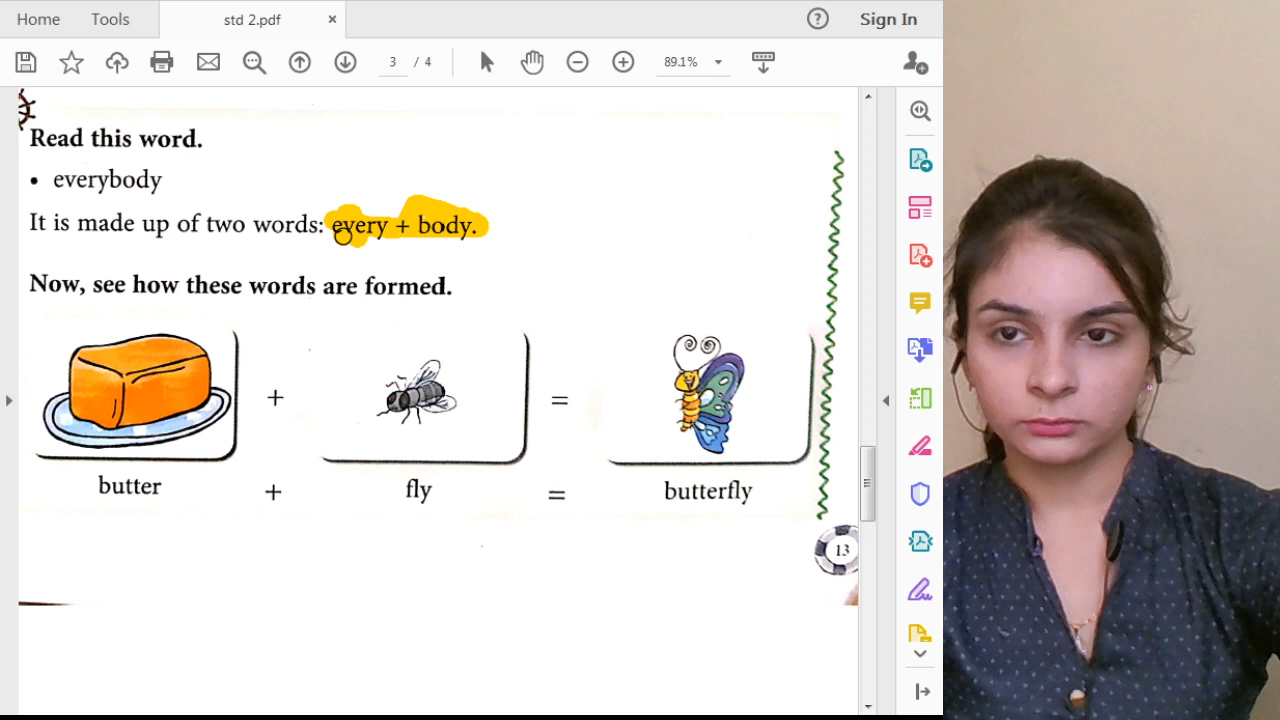 Home Tools std 2.pdf × ? Sign In
3 / 4 89.1%
Read this word.
• everybody
It is made up of two words: every + body.
Now, see how these words are formed.
+ =
butter + fly = butterfly
13